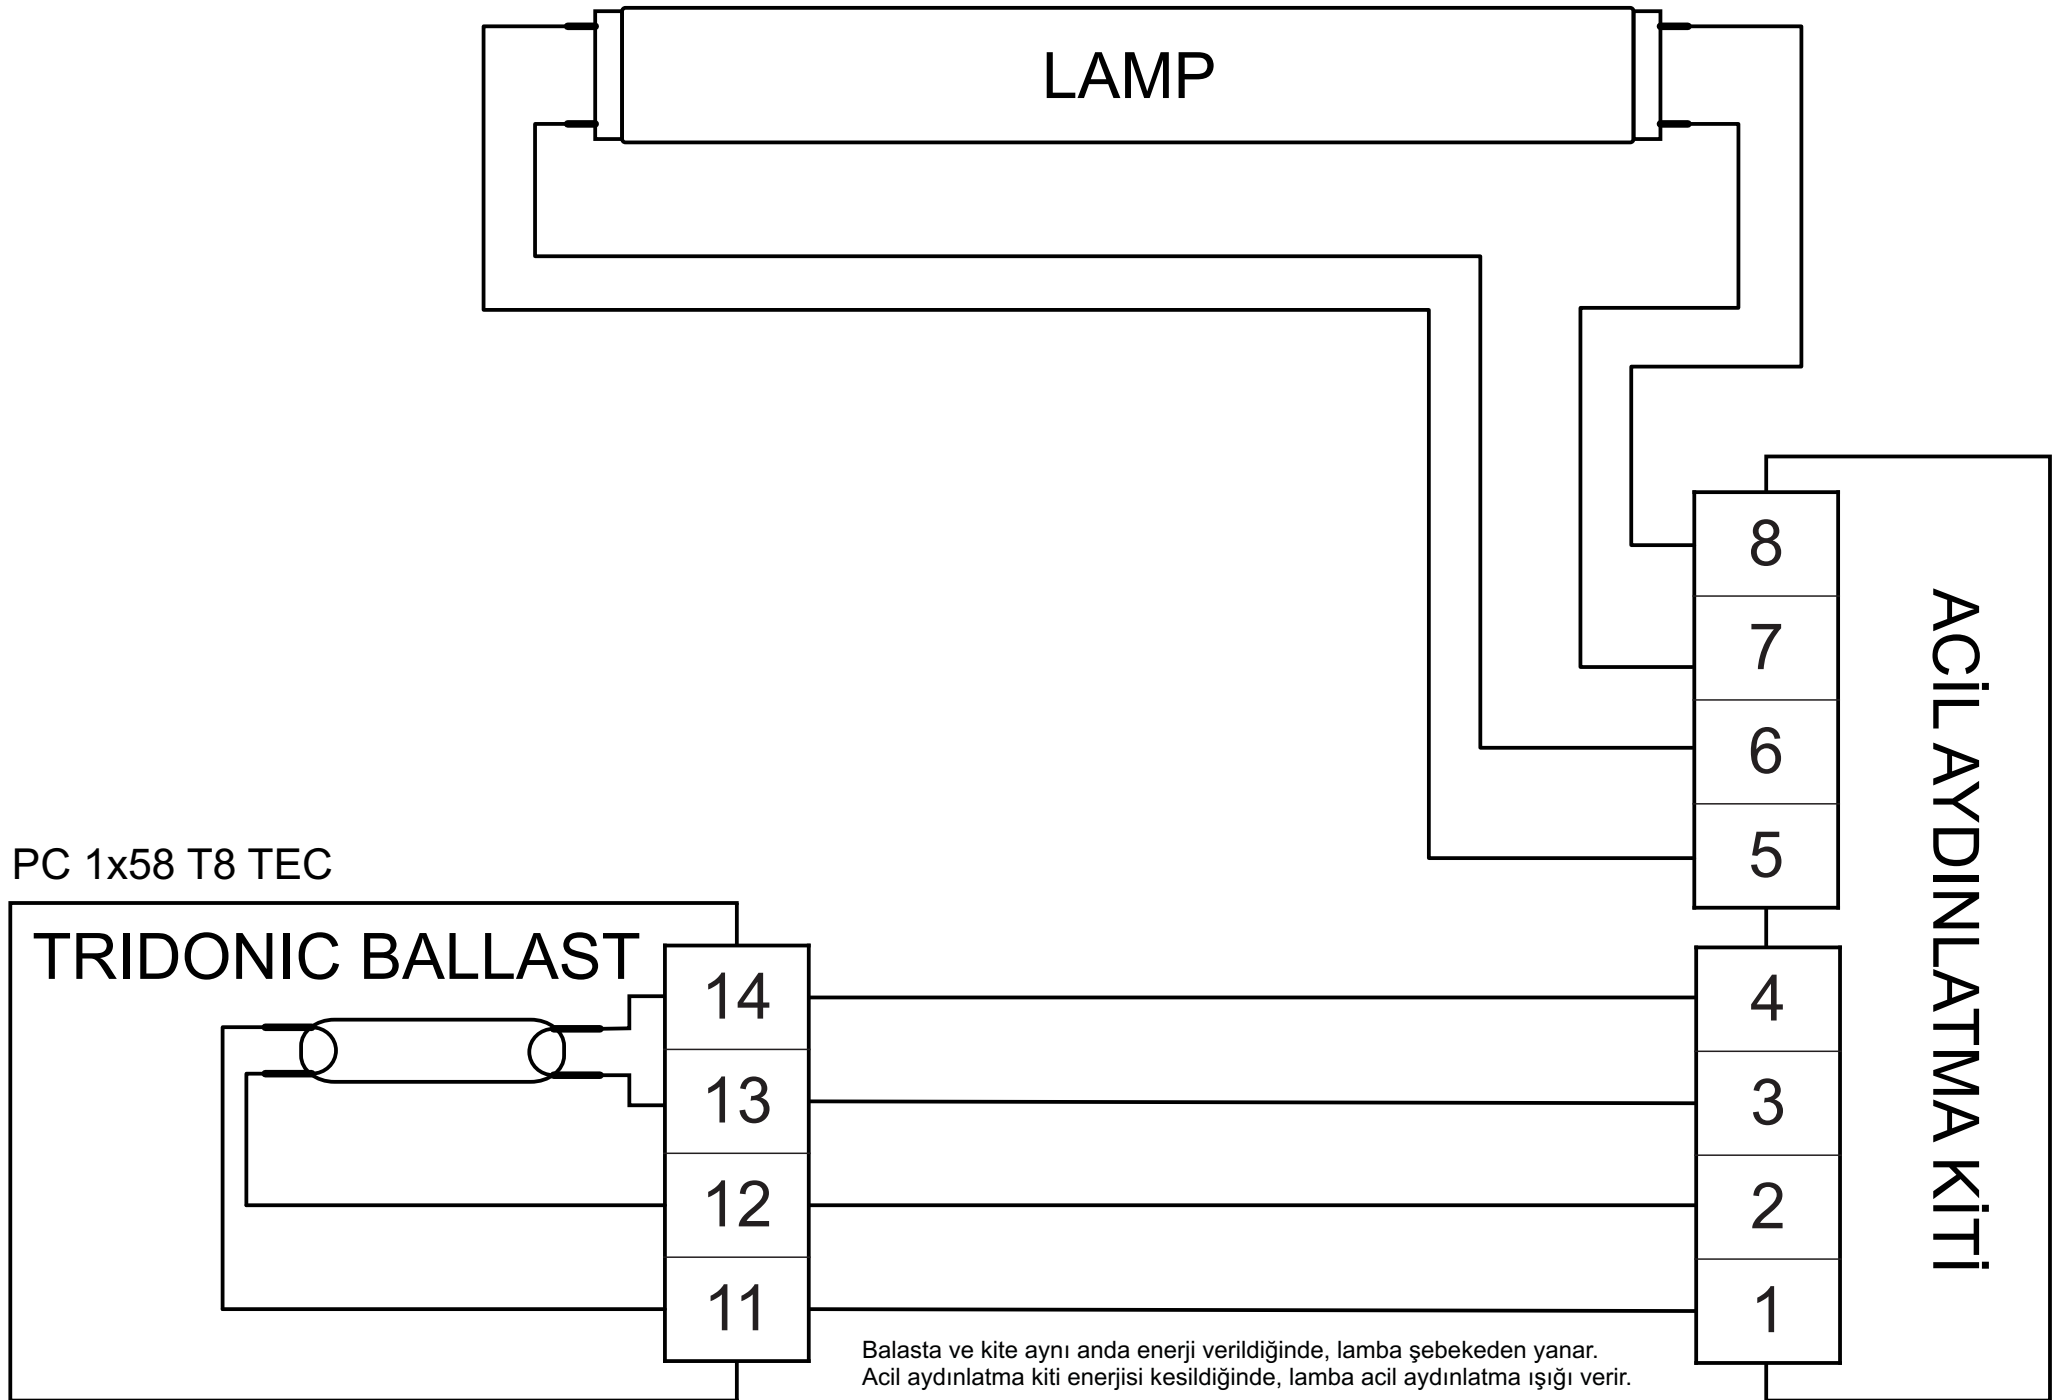 LAMP
8
7
6
5
ACİL AYDINLATMA KİTİ
PC 1x58 T8 TEC
TRIDONIC BALLAST
14
13
12
11
4
3
2
1
Balasta ve kite aynı anda enerji verildiğinde, lamba şebekeden yanar.
Acil aydınlatma kiti enerjisi kesildiğinde, lamba acil aydınlatma ışığı verir.